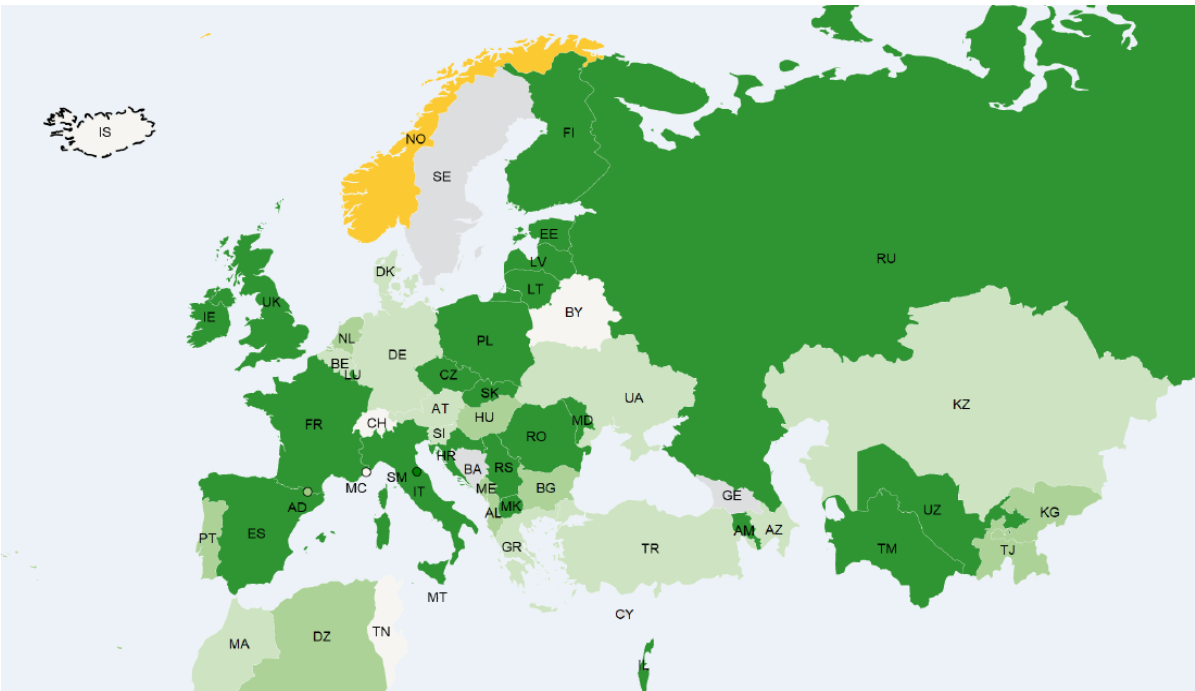 IS
NO
FI
SE
EE
RU
LV
DK
LT
UK
BY
IE
NL
PL
DE
BE
LU
CZ
SK
UA
KZ
AT
HU
CH
FR
MD
SI
RO
HR
BA
RS
SM
MC
IT
ME
BG
GE
AD
MK
UZ
KG
AL
ES
AM
AZ
PT
GR
TR
TM
TJ
MT
CY
TN
DZ
MA
IL